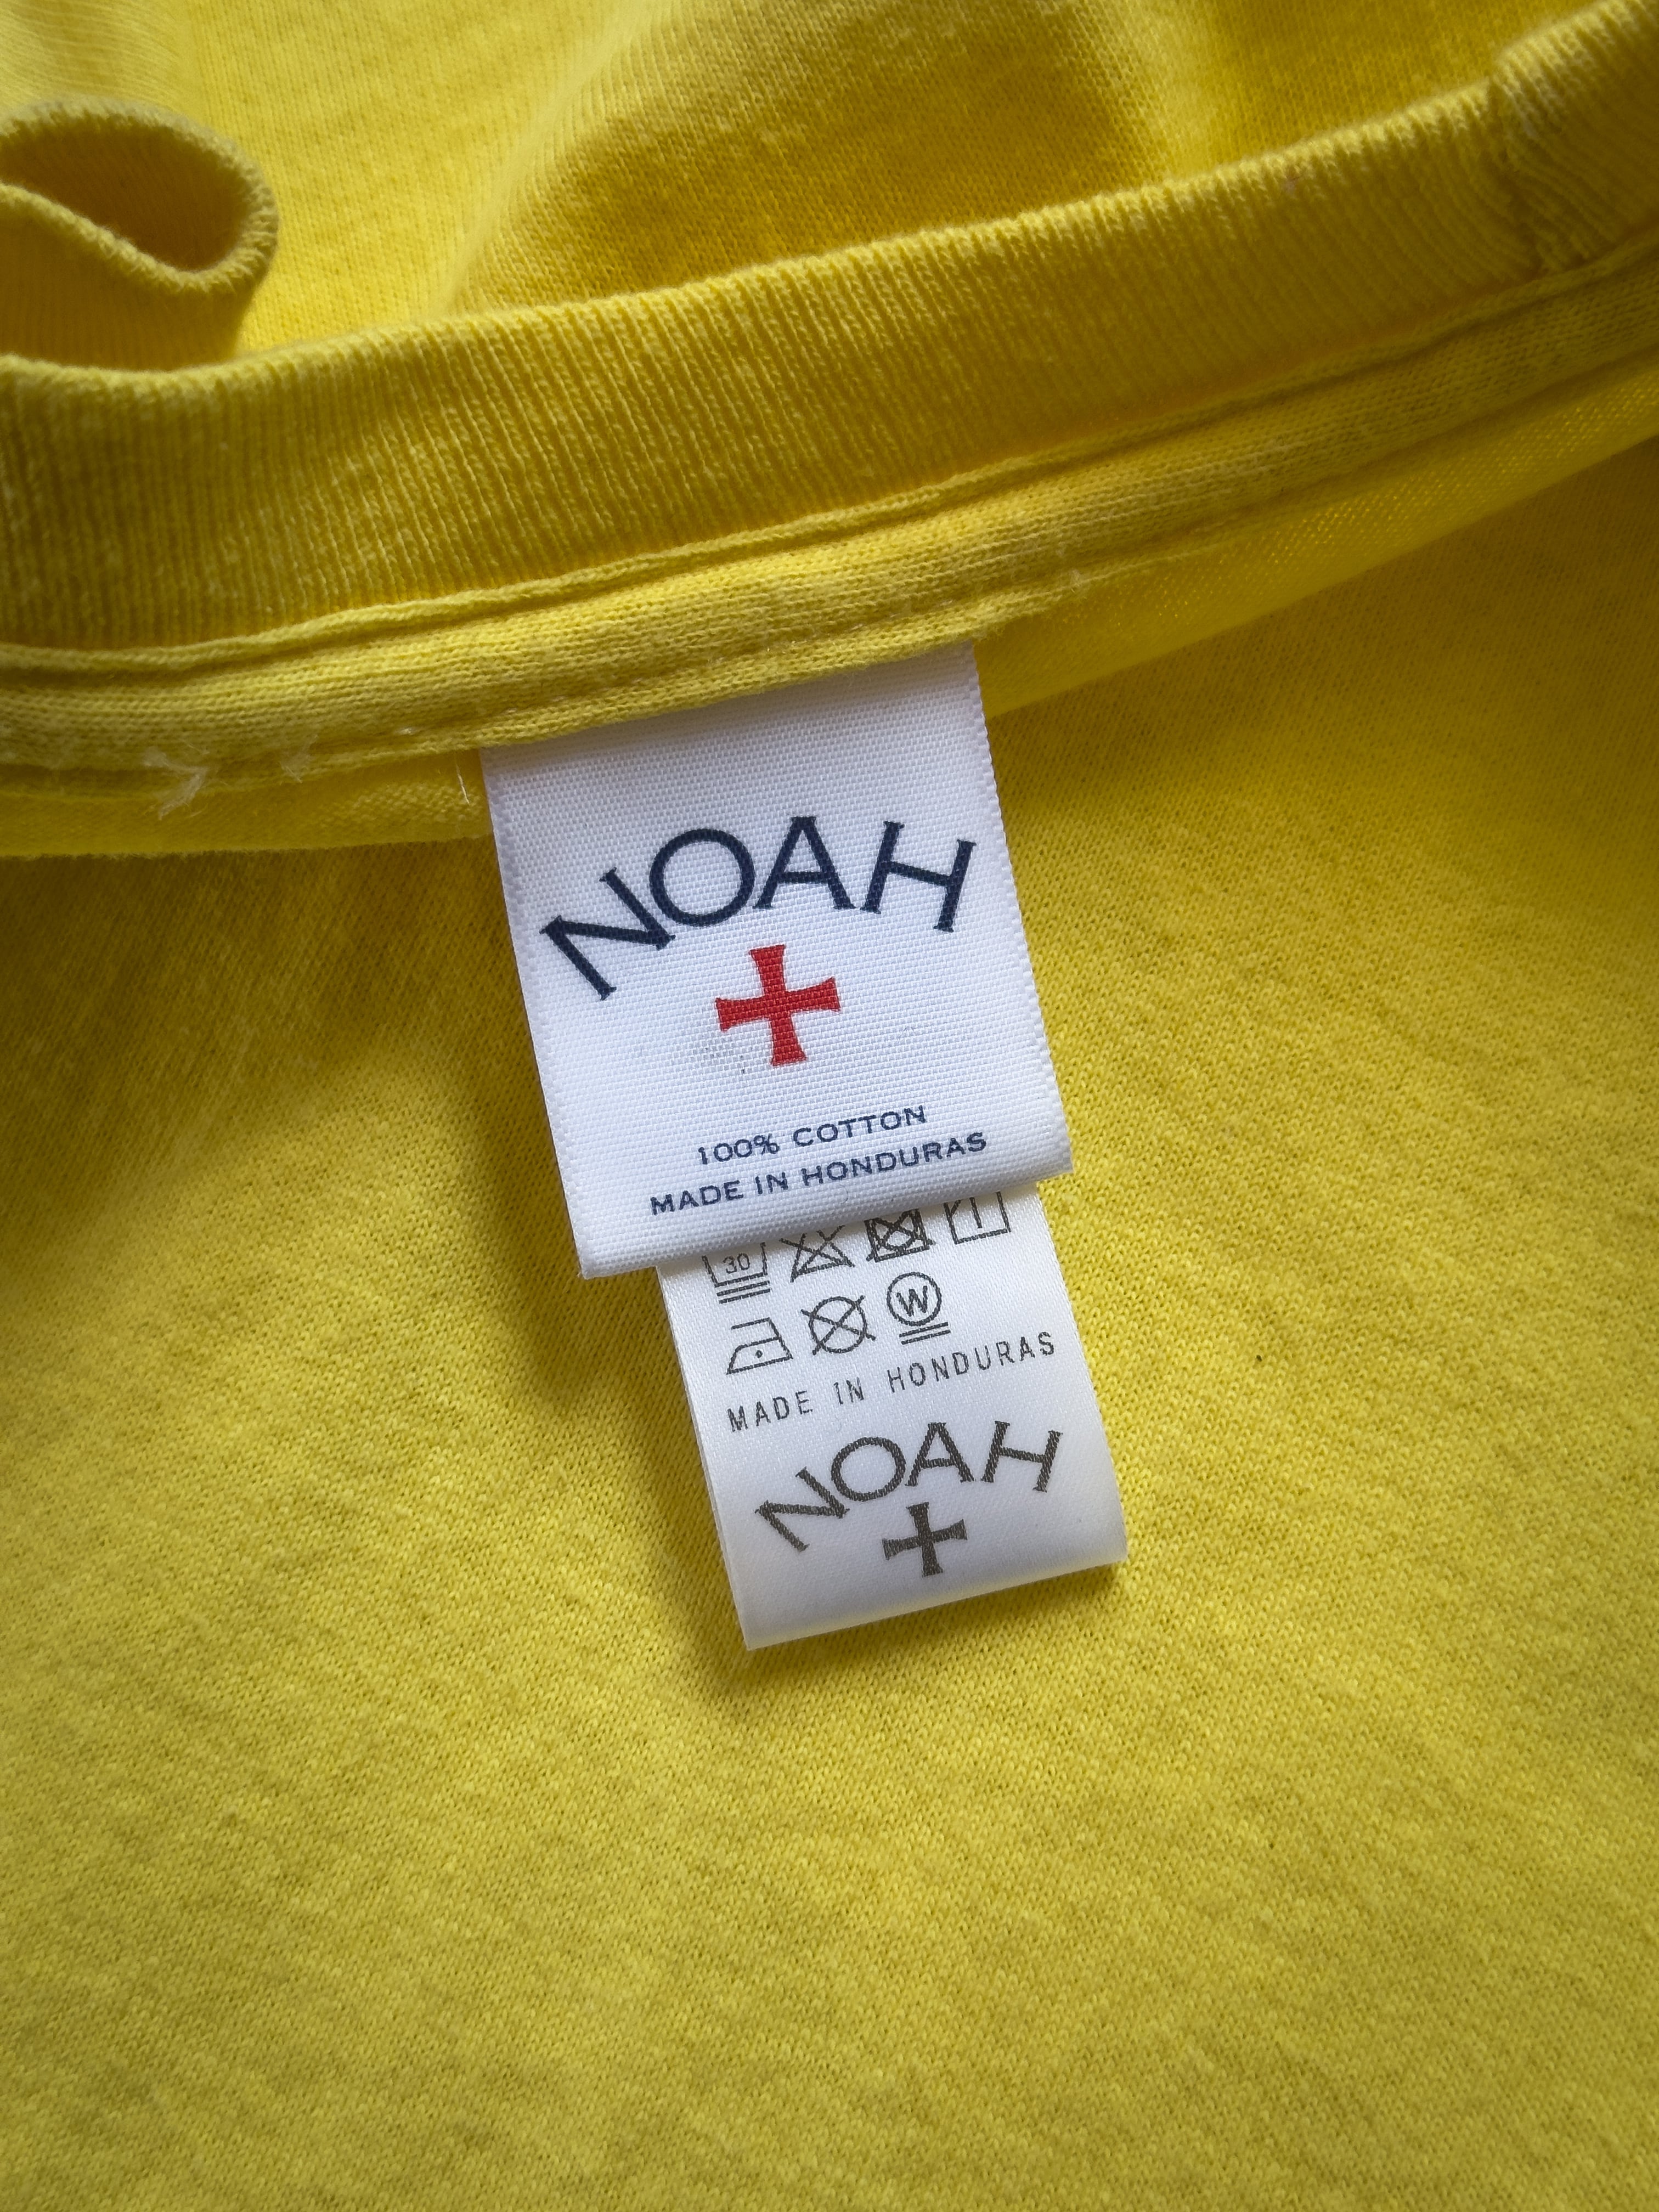 NOAH
100% COTTON
MADE IN HONDURAS
30
W
MADE IN HONDURAS
NOAH